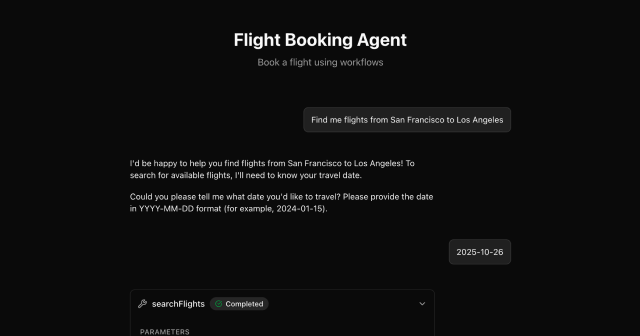 Flight Booking Agent
Book a flight using workflows
Find me flights from San Francisco to Los Angeles
I'd be happy to help you find flights from San Francisco to Los Angeles! To
search for available flights, I'll need to know your travel date.
Could you please tell me what date you'd like to travel? Please provide the date
in YYYY-MM-DD format (for example, 2024-01-15).
2025-10-26
searchFlights Completed
PARAMETERS